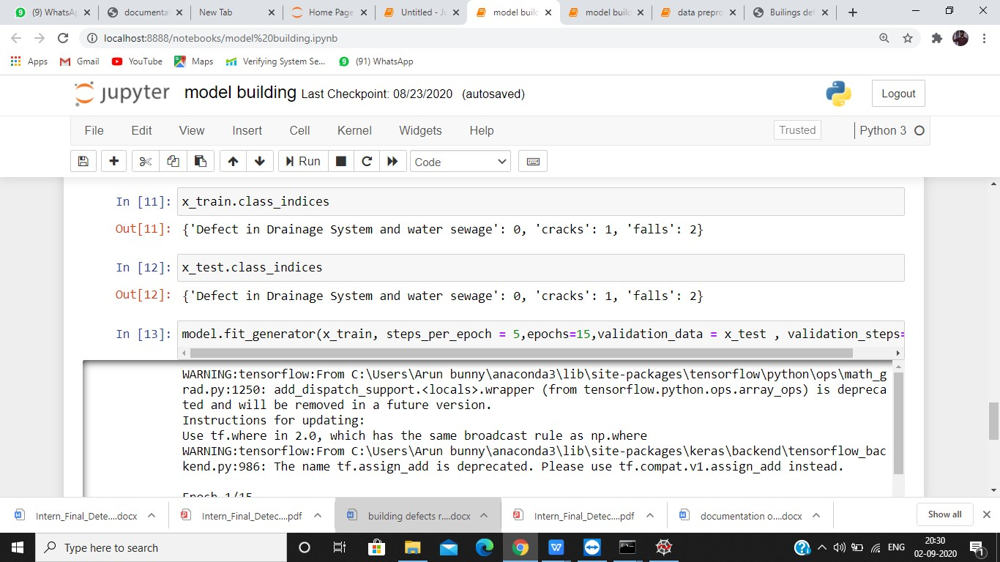 (9) WhatsA
documenta
New Tab
Home Page
Untitled - Ju
model buil
model buil
data prepro
Builings def
localhost:8888/notebooks/model%20building.ipynb
Apps
Gmail
YouTube
Maps
Verifying System Se...
9
(91) WhatsApp
jupyter
model building Last Checkpoint: 08/23/2020 (autosaved)
Logout
File
Edit
View
Insert
Cell
Kernel
Widgets
Help
Trusted
Python 3
Run
Code
In [11]: x_train.class_indices
Out[11]: {'Defect in Drainage System and water sewage': 0, 'cracks': 1, 'falls': 2}
In [12]: x_test.class_indices
Out[12]: {'Defect in Drainage System and water sewage': 0, 'cracks': 1, 'falls': 2}
In [13]: model.fit_generator(x_train, steps_per_epoch = 5,epochs=15,validation_data = x_test , validation_steps=
WARNING:tensorflow:From C:\Users\Arun bunny\anaconda3\lib\site-packages\tensorflow\python\ops\math_g
rad.py:1250: add_dispatch_support.<locals>.wrapper (from tensorflow.python.ops.array_ops) is depreca
ted and will be removed in a future version.
Instructions for updating:
Use tf.where in 2.0, which has the same broadcast rule as np.where
WARNING:tensorflow:From C:\Users\Arun bunny\anaconda3\lib\site-packages\keras\backend\tensorflow_bac
kend.py:986: The name tf.assign_add is deprecated. Please use tf.compat.v1.assign_add instead.
Epoch 1/15
Intern_Final_Dete....docx
Intern_Final_Detec....pdf
building defects r....docx
Intern_Final_Detec....pdf
documentation o....docx
Show all
Type here to search
ENG
20:30
02-09-2020
1